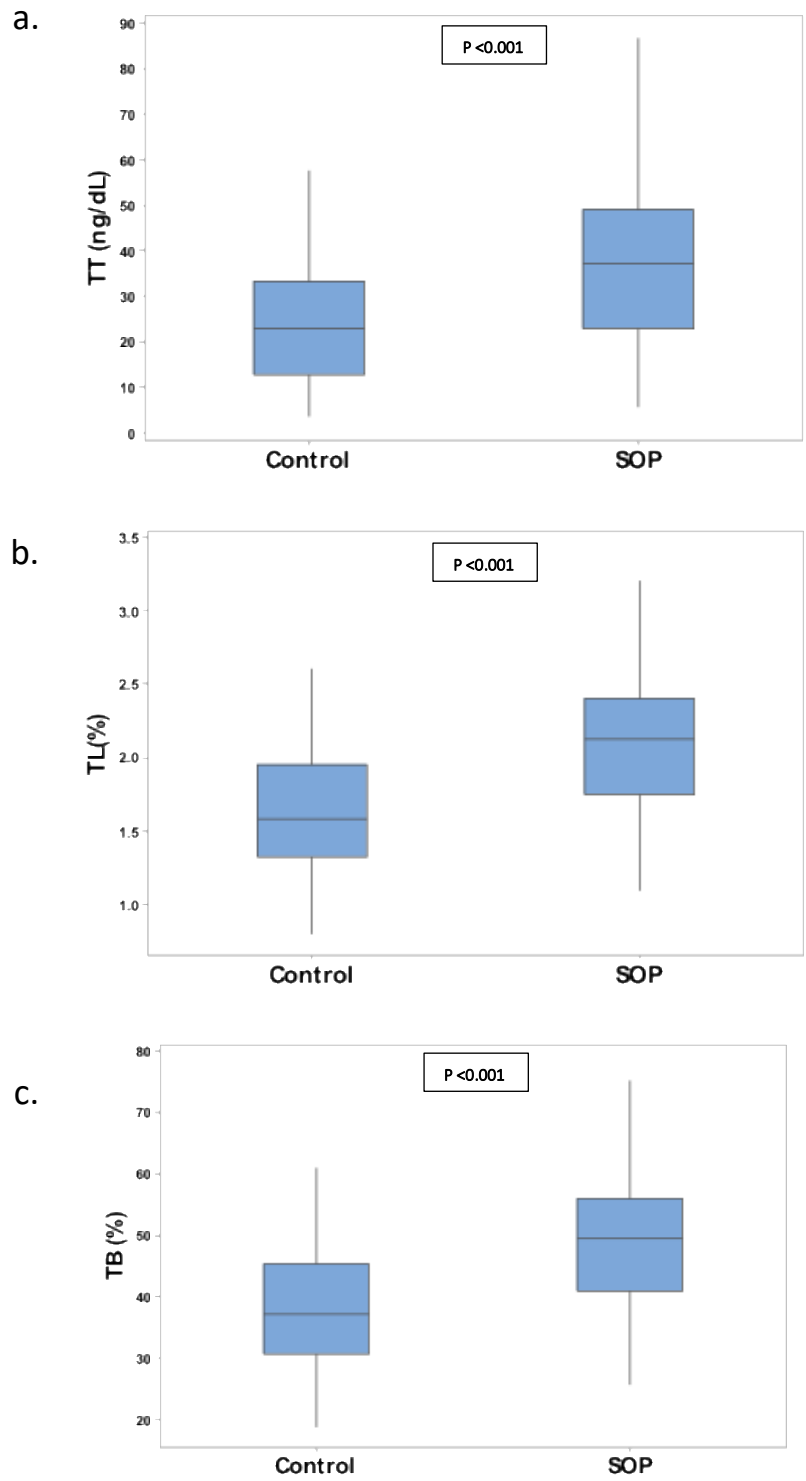 a.
P <0.001
TT (ng/dL)
90
80
70
60
50
40
30
20
10
0
Control SOP
b.
P <0.001
TL(%)
3.5
3.0
2.5
2.0
1.5
1.0
Control SOP
c.
P <0.001
TB (%)
80
70
60
50
40
30
20
Control SOP